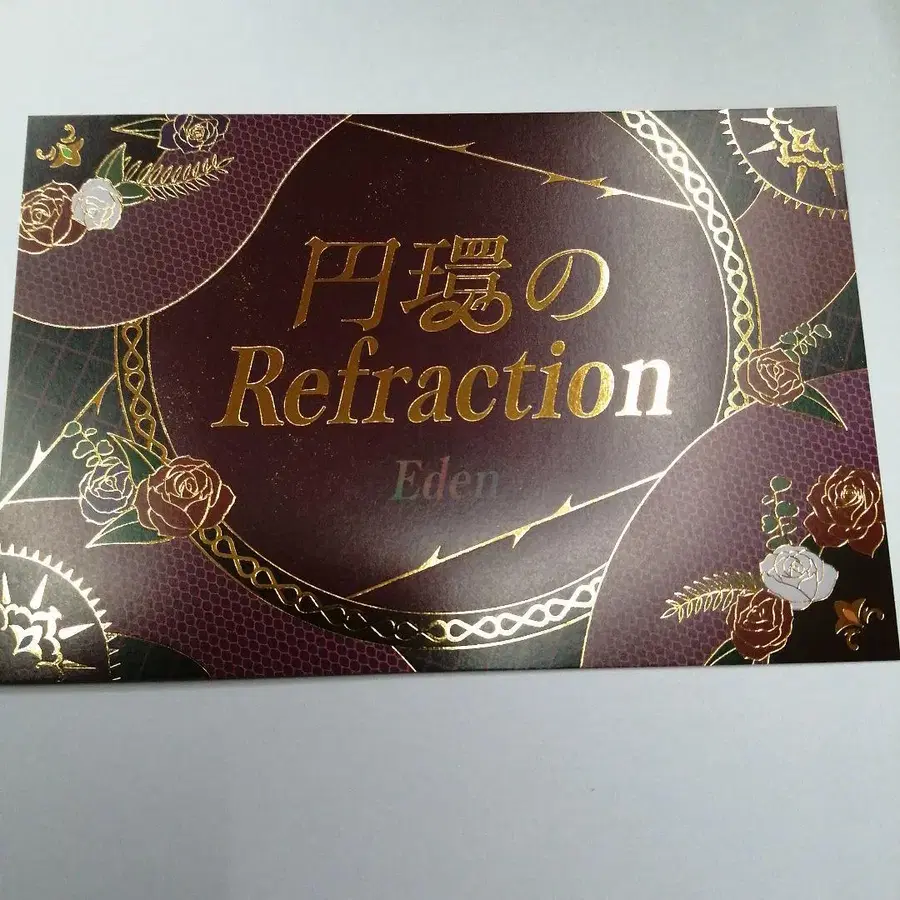 円環の
Refraction
Eden